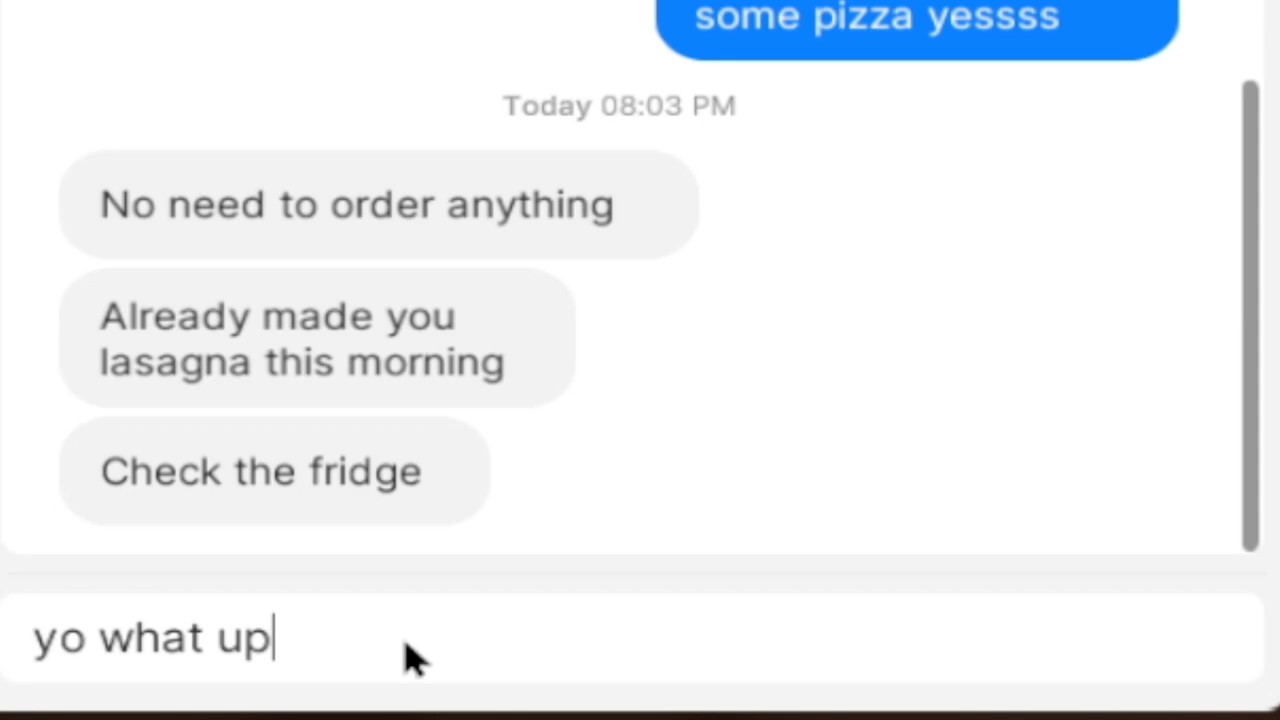 some pizza yessss
Today 08:03 PM
No need to order anything
Already made you
lasagna this morning
Check the fridge
yo what up